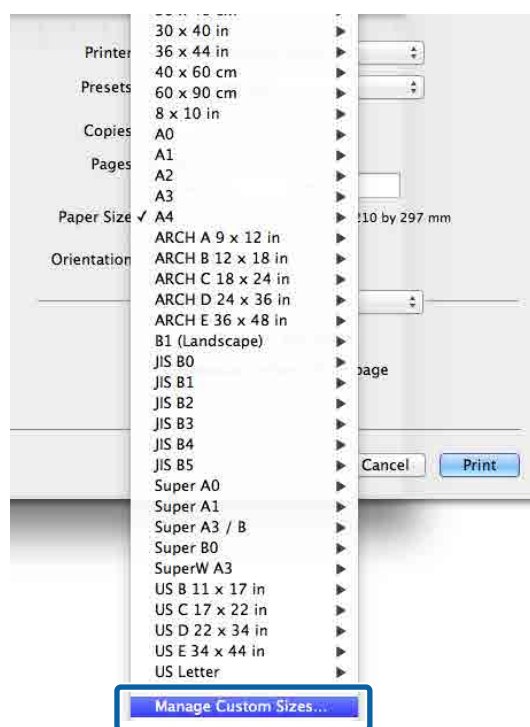 30 x 40 in
Printer 36 x 44 in
40 x 60 cm
Presets 60 x 90 cm
8 x 10 in
Copies A0
A1
Pages A2
A3
Paper Size ✓ A4 210 by 297 mm
ARCH A 9 x 12 in
Orientation ARCH B 12 x 18 in
ARCH C 18 x 24 in
ARCH D 24 x 36 in
ARCH E 36 x 48 in
B1 (Landscape)
JIS B0
page
JIS B1
JIS B2
JIS B3
JIS B4
JIS B5 Cancel Print
Super A0
Super A1
Super A3 / B
Super B0
SuperW A3
US B 11 x 17 in
US C 17 x 22 in
US D 22 x 34 in
US E 34 x 44 in
US Letter
Manage Custom Sizes...